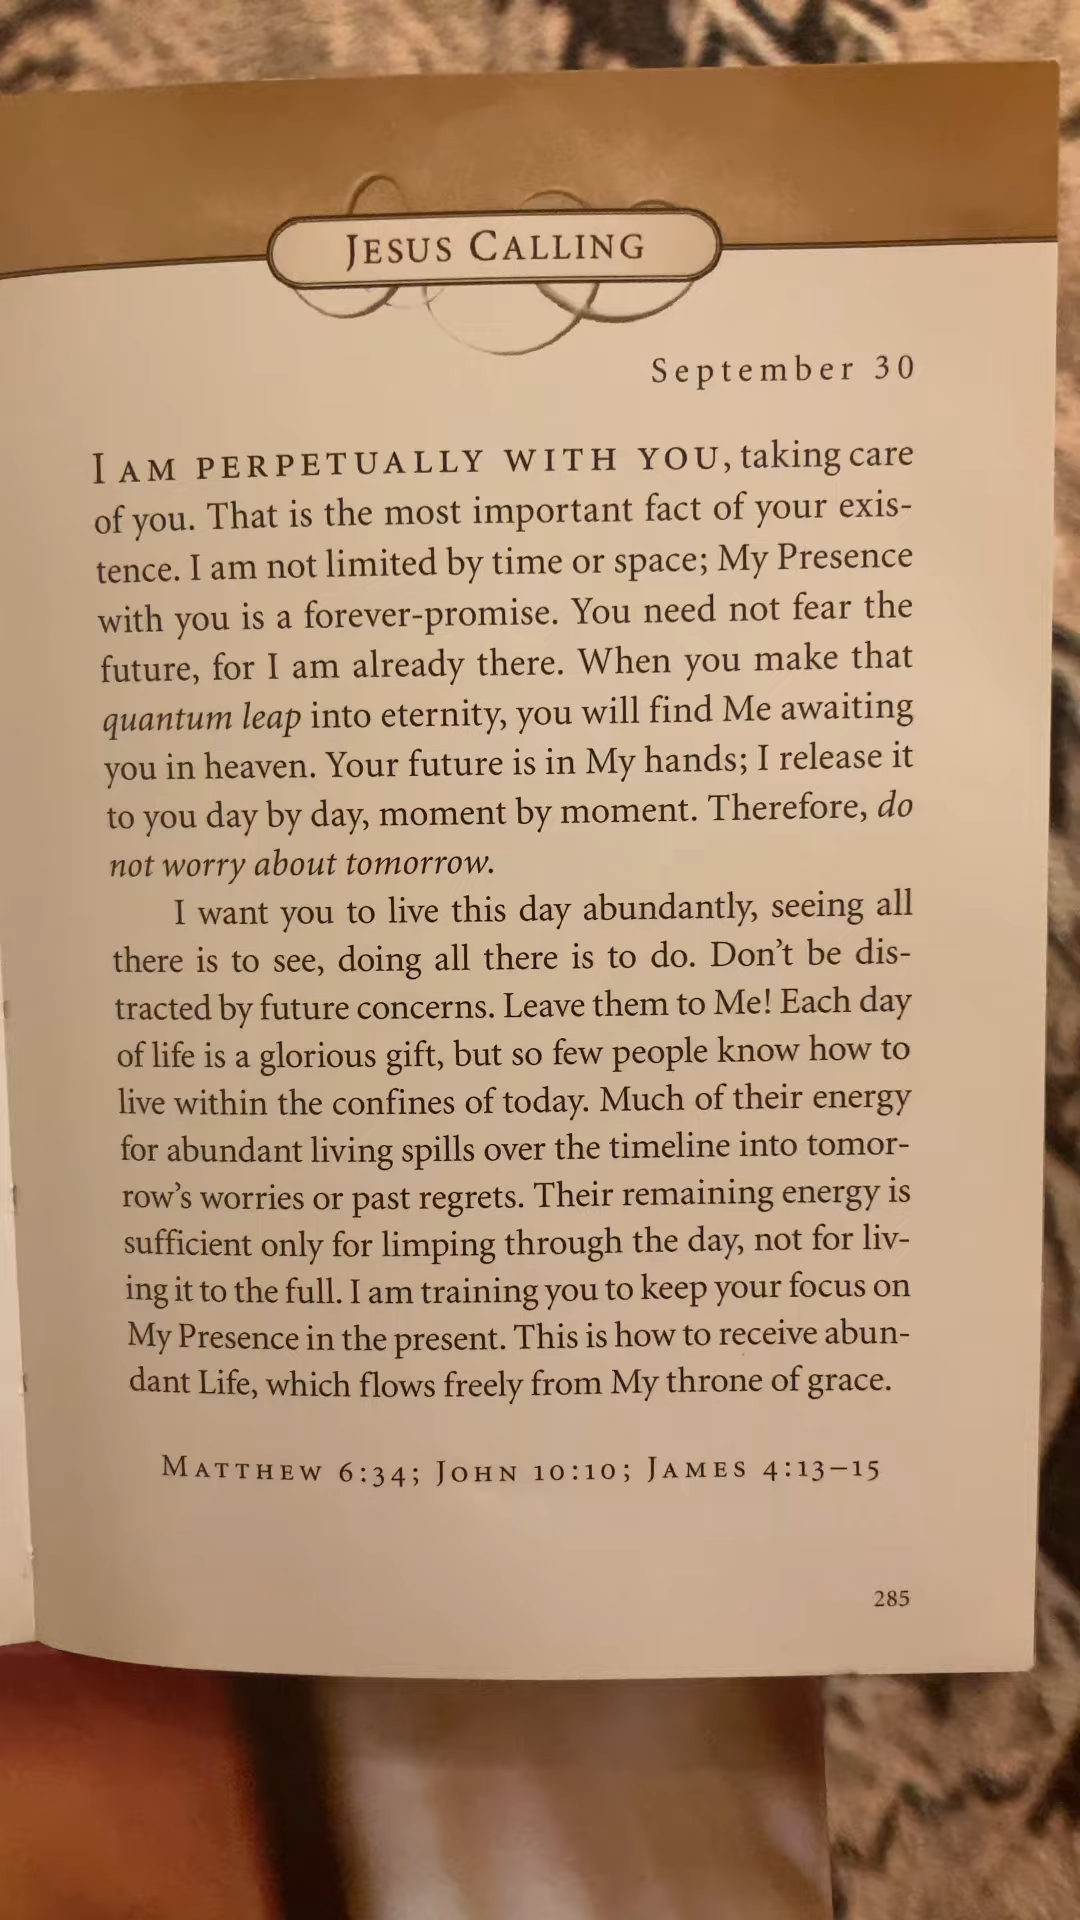 JESUS CALLING
September 30
I AM PERPETUALLY WITH YOU, taking care
of you. That is the most important fact of your exis-
tence. I am not limited by time or space; My Presence
with you is a forever-promise. You need not fear the
future, for I am already there. When you make that
quantum leap into eternity, you will find Me awaiting
you in heaven. Your future is in My hands; I release it
to you day by day, moment by moment. Therefore, do
not worry about tomorrow.
I want you to live this day abundantly, seeing all
there is to see, doing all there is to do. Don't be dis-
tracted by future concerns. Leave them to Me! Each day
of life is a glorious gift, but so few people know how to
live within the confines of today. Much of their energy
for abundant living spills over the timeline into tomor-
row's worries or past regrets. Their remaining energy is
sufficient only for limping through the day, not for liv-
ing it to the full. I am training you to keep your focus on
My Presence in the present. This is how to receive abun-
dant Life, which flows freely from My throne of grace.
MATTHEW 6:34; JOHN 10:10; JAMES 4:13–15
285